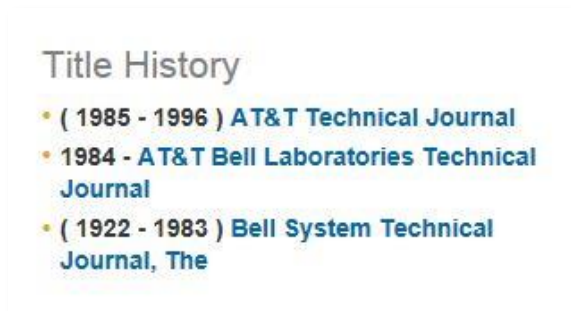 Title History
• ( 1985 - 1996 ) AT&T Technical Journal
• 1984 - AT&T Bell Laboratories Technical
Journal
• ( 1922 - 1983 ) Bell System Technical
Journal, The